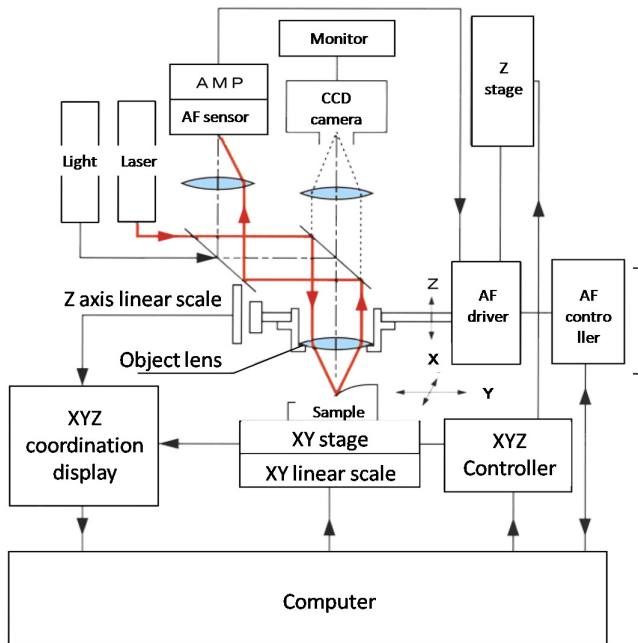 Monitor
Z
stage
AMP
AF sensor
CCD
camera
Light
Laser
Z axis linear scale
Z
AF
driver
AF
contro
ller
Object lens
X
Y
Sample
XYZ
coordination
display
XY stage
XY linear scale
XYZ
Controller
Computer